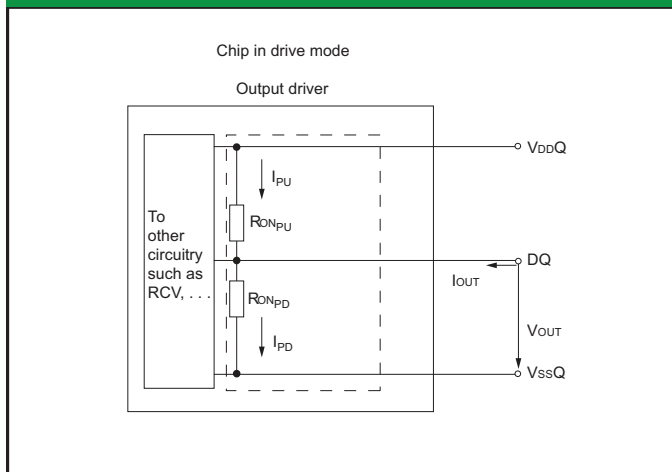 Chip in drive mode
Output driver
VDDQ
IPU
To
other
circuitry
such as
RCV, . . .
RONPU
DQ
IOUT
RONPD
VOUT
IPD
VssQ